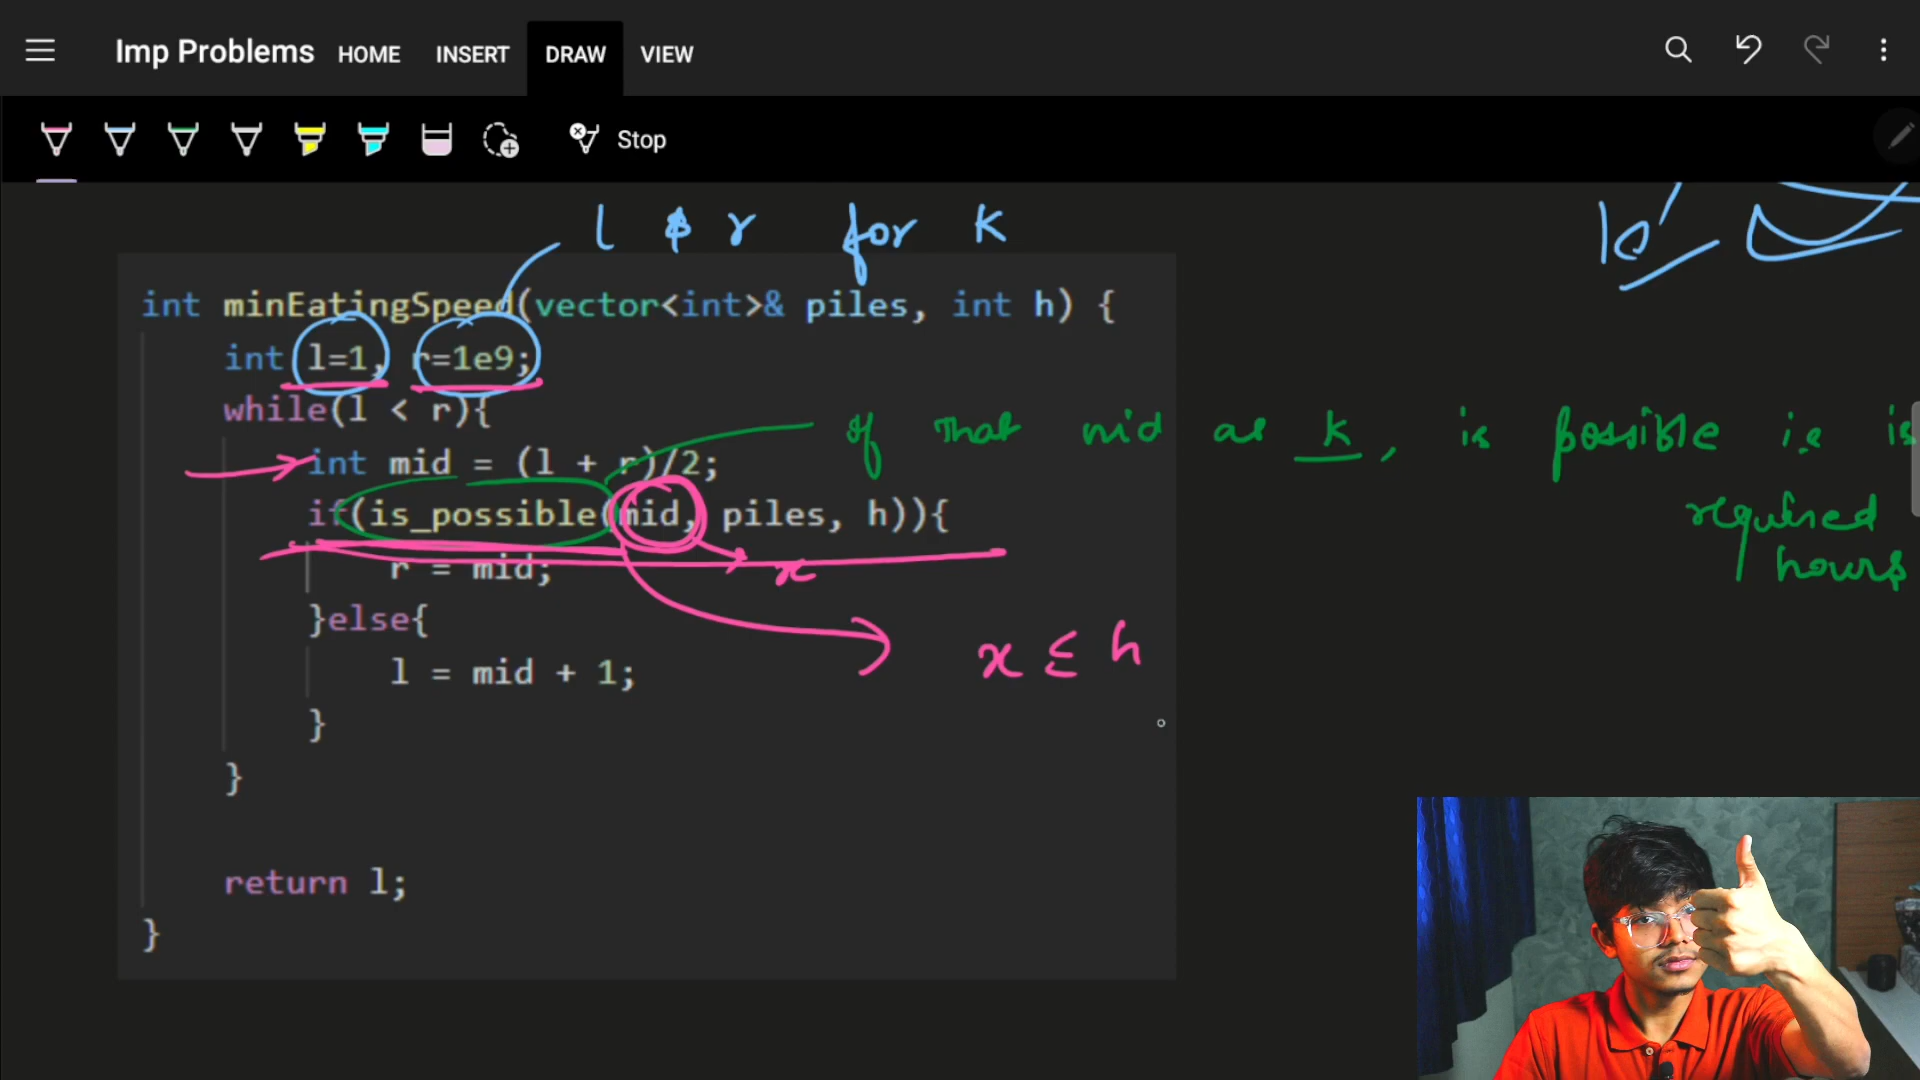 Imp Problems HOME INSERT DRAW VIEW
Stop
l & r for k
int minEatingSpeed(vector<int>& piles, int h) {
int l=1, r=1e9;
while(l < r){
int mid = (l + r)/2;
if that mid as k, is possible i.e is
if(is_possible(mid, piles, h)){
required
r = mid;
x
hours
}else{
x ≤ h
l = mid + 1;
}
}
return l;
}